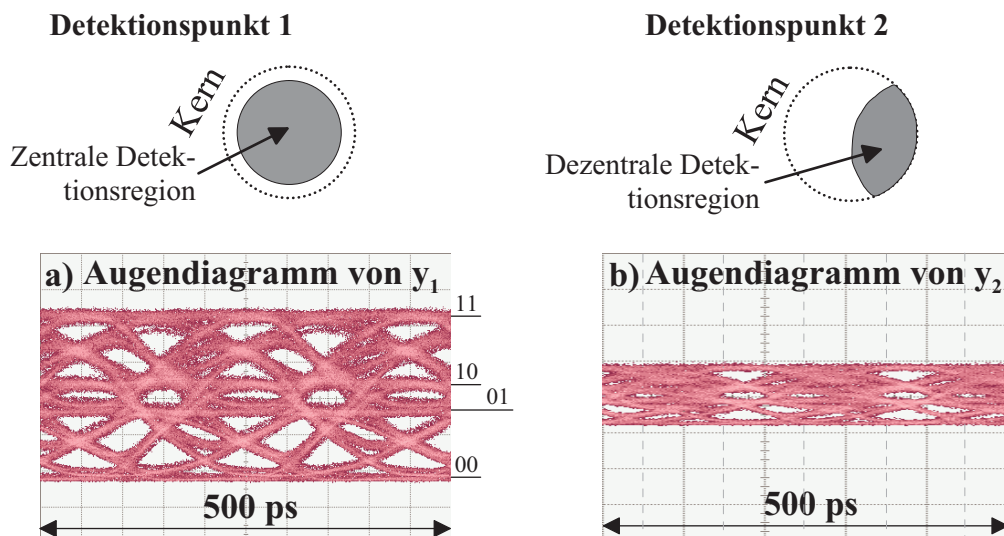 Detektionspunkt 1
Kern
Zentrale Detek-
tionsregion
a) Augendiagramm von y1
11
10
01
00
500 ps
Detektionspunkt 2
Kern
Dezentrale Detek-
tionsregion
b) Augendiagramm von y2
500 ps